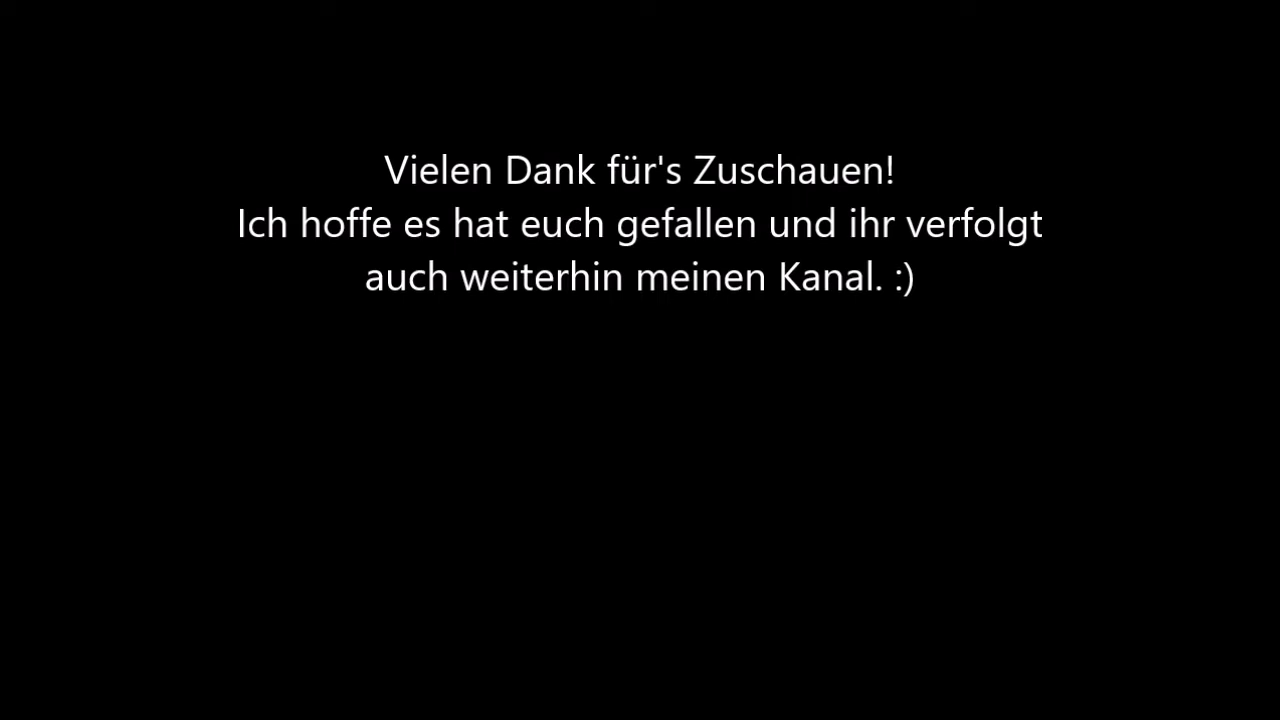 Vielen Dank für's Zuschauen!
Ich hoffe es hat euch gefallen und ihr verfolgt
auch weiterhin meinen Kanal. :)